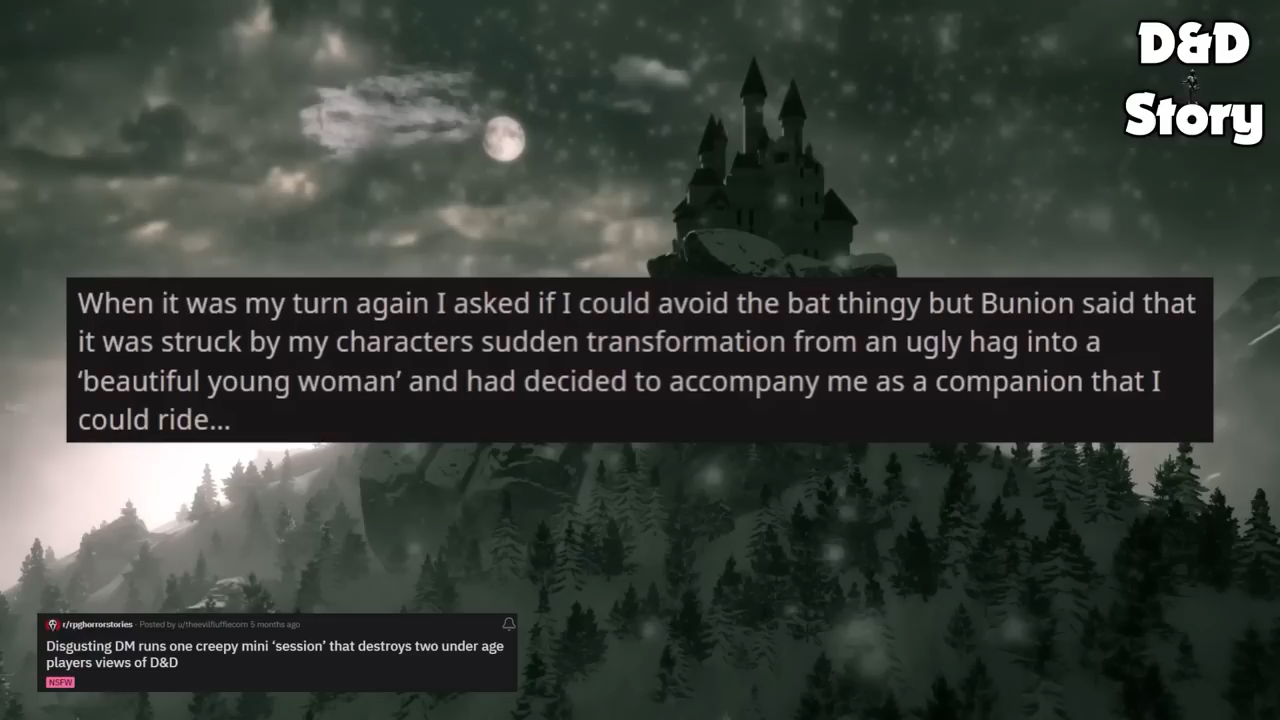 D&D
Story
When it was my turn again I asked if I could avoid the bat thingy but Bunion said that
it was struck by my characters sudden transformation from an ugly hag into a
‘beautiful young woman’ and had decided to accompany me as a companion that I
could ride...
r/rpghorrorstories · Posted by u/theevilfluffiecorn 5 months ago
Disgusting DM runs one creepy mini ‘session’ that destroys two under age
players views of D&D
NSFW